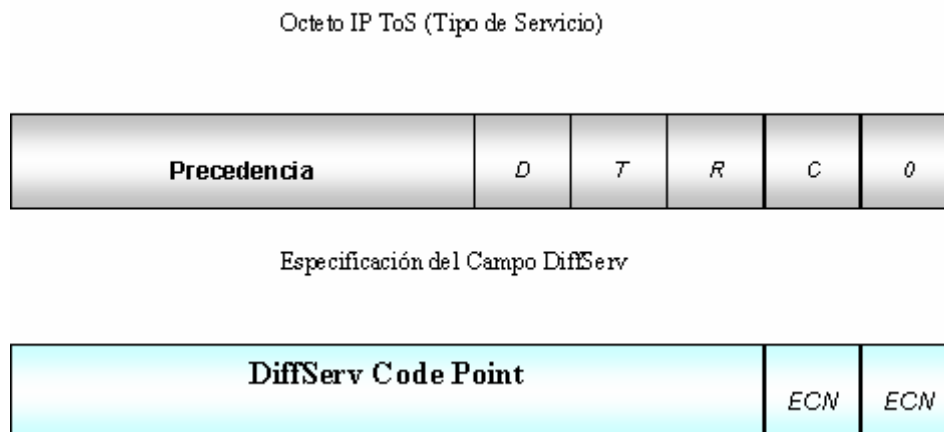 Octeto IP ToS (Tipo de Servicio)
Precedencia D T R C 0
Especificación del Campo DiffServ
DiffServ Code Point ECN ECN